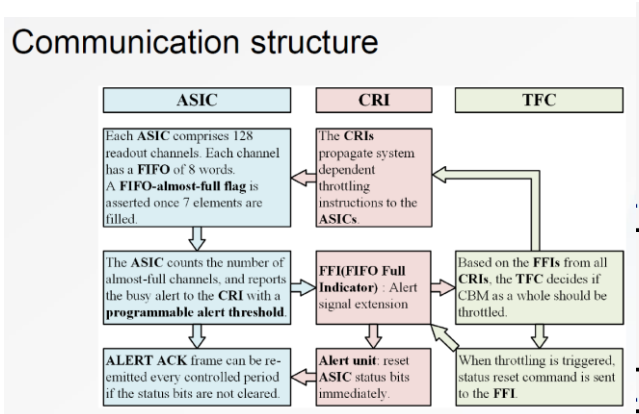 Communication structure
ASIC
CRI
TFC
Each ASIC comprises 128
readout channels. Each channel
has a FIFO of 8 words.
A FIFO-almost-full flag is
asserted once 7 elements are
filled.
The CRIs
propagate system
dependent
throttling
instructions to the
ASICs.
The ASIC counts the number of
almost-full channels, and reports
the busy alert to the CRI with a
programmable alert threshold.
FFI(FIFO Full
Indicator) : Alert
signal extension
Based on the FFIs from all
CRIs, the TFC decides if
CBM as a whole should be
throttled.
ALERT ACK frame can be re-
emitted every controlled period
if the status bits are not cleared.
Alert unit: reset
ASIC status bits
immediately.
When throttling is triggered,
status reset command is sent
to the FFI.